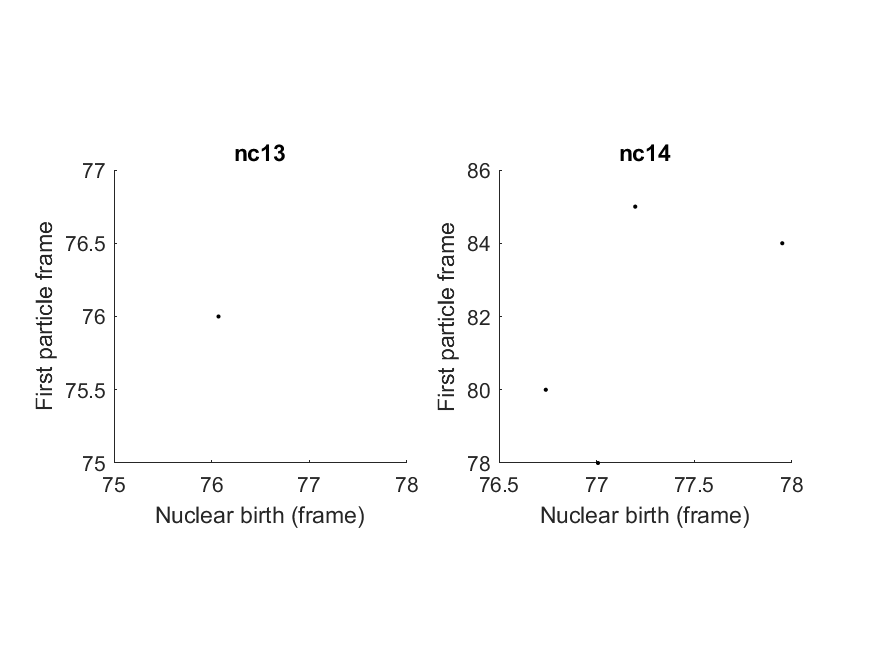 nc13
77
76.5
76
75.5
75
75 76 77 78
First particle frame
Nuclear birth (frame)
nc14
86
84
82
80
78
76.5 77 77.5 78
First particle frame
Nuclear birth (frame)